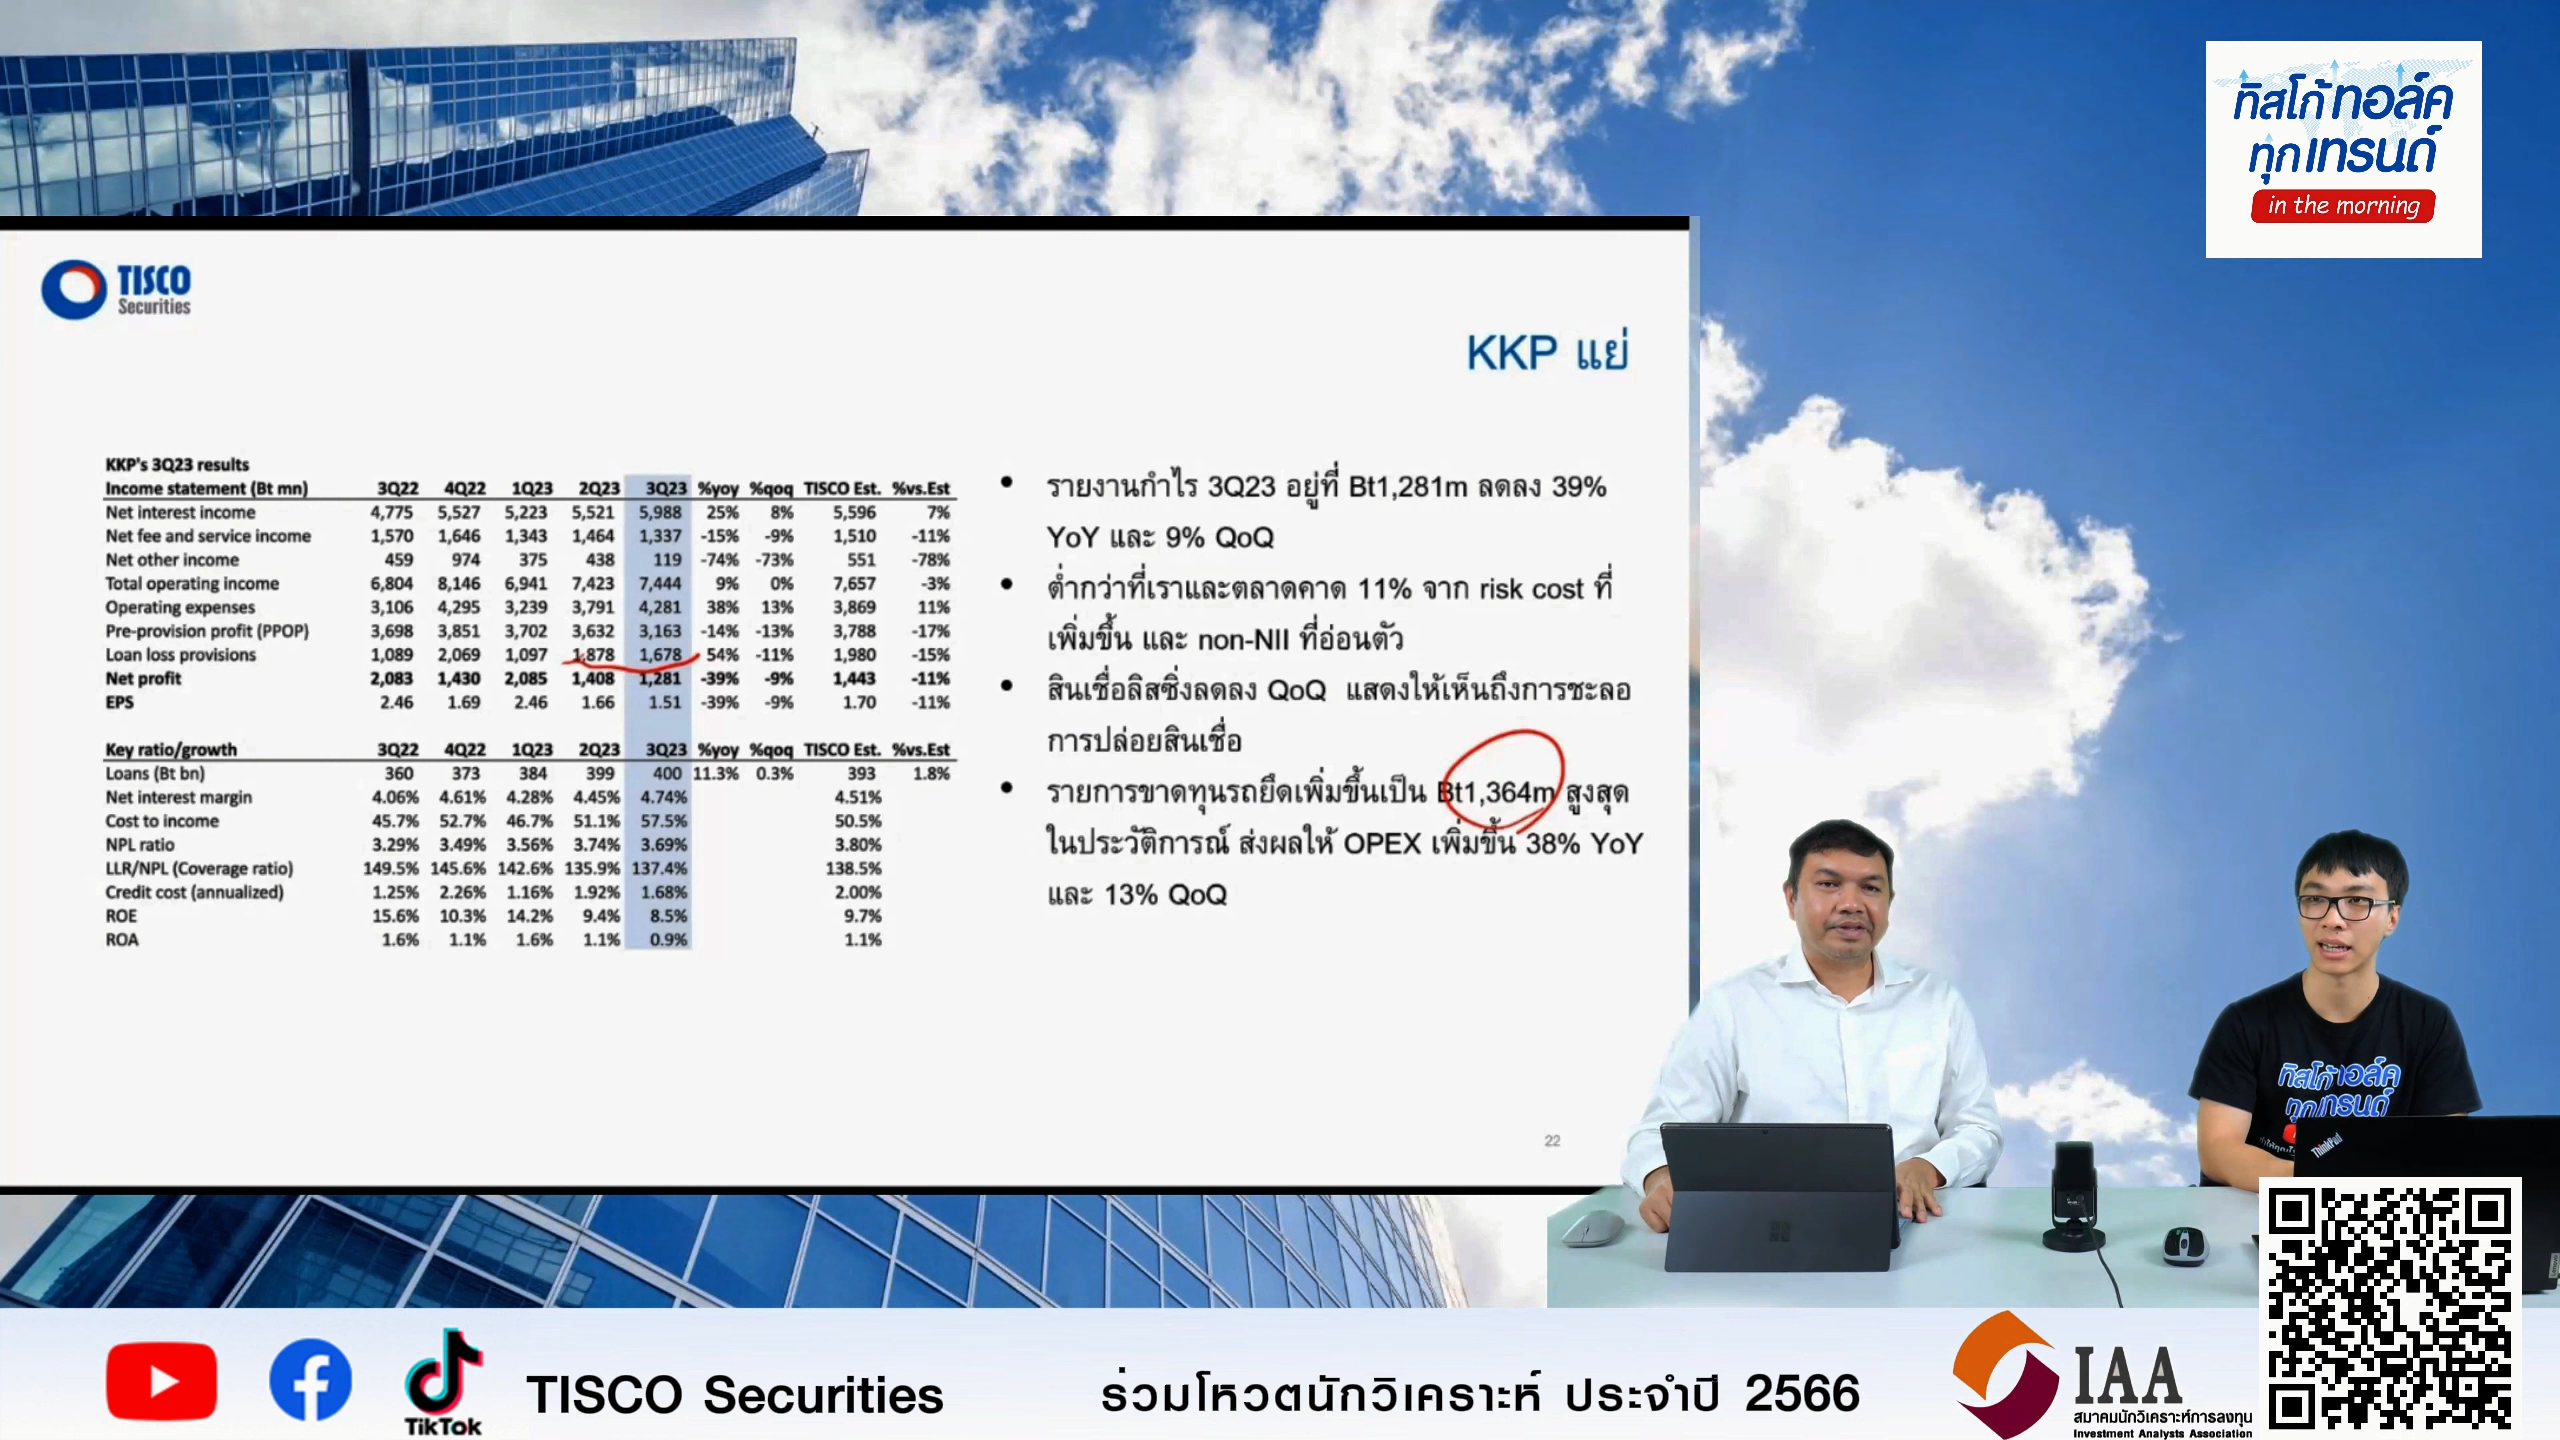 ทิสโก้ทอล์ค
ทุกเทรนด์
in the morning
TISCO
Securities
KKP แย่
KKP's 3Q23 results
Income statement (Bt mn) 3Q22 4Q22 1Q23 2Q23 3Q23 %yoy %qoq TISCO Est. %vs.Est
Net interest income 4,775 5,527 5,223 5,521 5,988 25% 8% 5,596 7%
Net fee and service income 1,570 1,646 1,343 1,464 1,337 -15% -9% 1,510 -11%
Net other income 459 974 375 438 119 -74% -73% 551 -78%
Total operating income 6,804 8,146 6,941 7,423 7,444 9% 0% 7,657 -3%
Operating expenses 3,106 4,295 3,239 3,791 4,281 38% 13% 3,869 11%
Pre-provision profit (PPOP) 3,698 3,851 3,702 3,632 3,163 -14% -13% 3,788 -17%
Loan loss provisions 1,089 2,069 1,097 1,878 1,678 54% -11% 1,980 -15%
Net profit 2,083 1,430 2,085 1,408 1,281 -39% -9% 1,443 -11%
EPS 2.46 1.69 2.46 1.66 1.51 -39% -9% 1.70 -11%
Key ratio/growth 3Q22 4Q22 1Q23 2Q23 3Q23 %yoy %qoq TISCO Est. %vs.Est
Loans (Bt bn) 360 373 384 399 400 11.3% 0.3% 393 1.8%
Net interest margin 4.06% 4.61% 4.28% 4.45% 4.74% 4.51%
Cost to income 45.7% 52.7% 46.7% 51.1% 57.5% 50.5%
NPL ratio 3.29% 3.49% 3.56% 3.74% 3.69% 3.80%
LLR/NPL (Coverage ratio) 149.5% 145.6% 142.6% 135.9% 137.4% 138.5%
Credit cost (annualized) 1.25% 2.26% 1.16% 1.92% 1.68% 2.00%
ROE 15.6% 10.3% 14.2% 9.4% 8.5% 9.7%
ROA 1.6% 1.1% 1.6% 1.1% 0.9% 1.1%
• รายงานกำไร 3Q23 อยู่ที่ Bt1,281m ลดลง 39%
YoY และ 9% QoQ
• ต่ำกว่าที่เราและตลาดคาด 11% จาก risk cost ที่
เพิ่มขึ้น และ non-NII ที่อ่อนตัว
• สินเชื่อลิสซิ่งลดลง QoQ แสดงให้เห็นถึงการชะลอ
การปล่อยสินเชื่อ
• รายการขาดทุนรถยึดเพิ่มขึ้นเป็น Bt1,364m สูงสุด
ในประวัติการณ์ ส่งผลให้ OPEX เพิ่มขึ้น 38% YoY
และ 13% QoQ
22
ทิสโก้ทอล์ค
ทุกเทรนด์
ThinkPad
TikTok
TISCO Securities
ร่วมโหวตนักวิเคราะห์ ประจำปี 2566
IAA
สมาคมนักวิเคราะห์การลงทุน
Investment Analysts Association